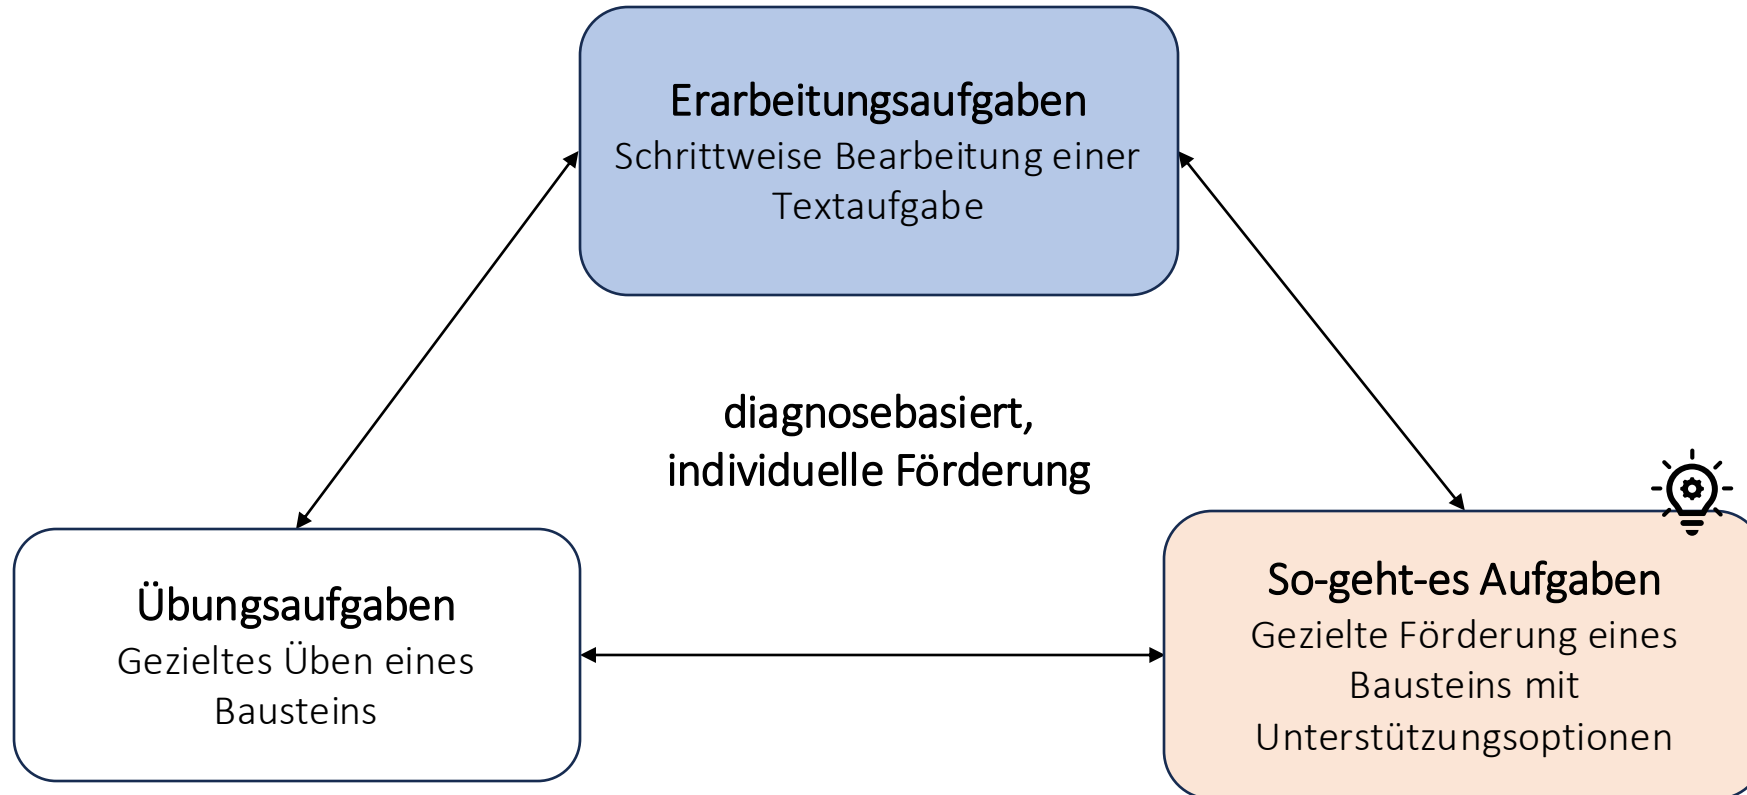 Erarbeitungsaufgaben
Schrittweise Bearbeitung einer
Textaufgabe
diagnosebasiert,
individuelle Förderung
Übungsaufgaben
Gezieltes Üben eines
Bausteins
So-geht-es Aufgaben
Gezielte Förderung eines
Bausteins mit
Unterstützungsoptionen